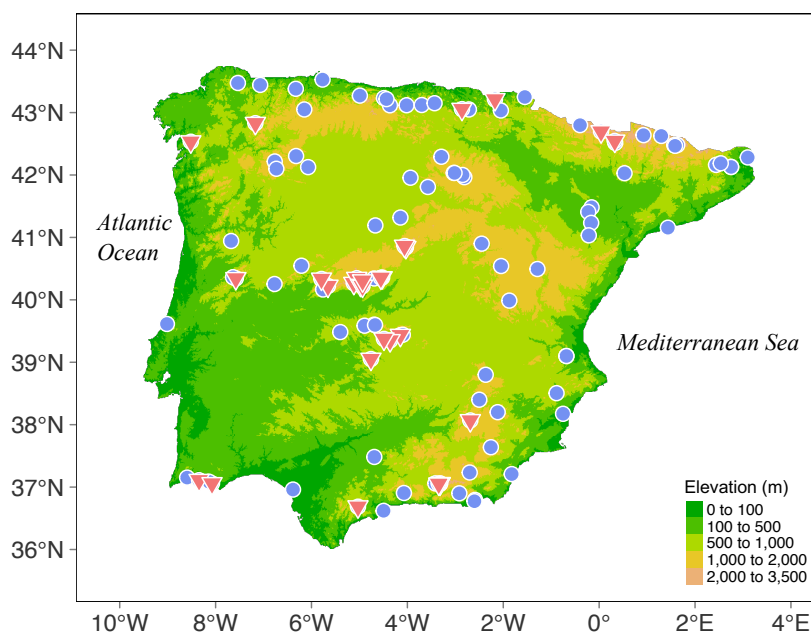 44°N
43°N
42°N
41°N
40°N
39°N
38°N
37°N
36°N
Atlantic
Ocean
Mediterranean Sea
Elevation (m)
0 to 100
100 to 500
500 to 1,000
1,000 to 2,000
2,000 to 3,500
10°W
8°W
6°W
4°W
2°W
0°
2°E
4°E